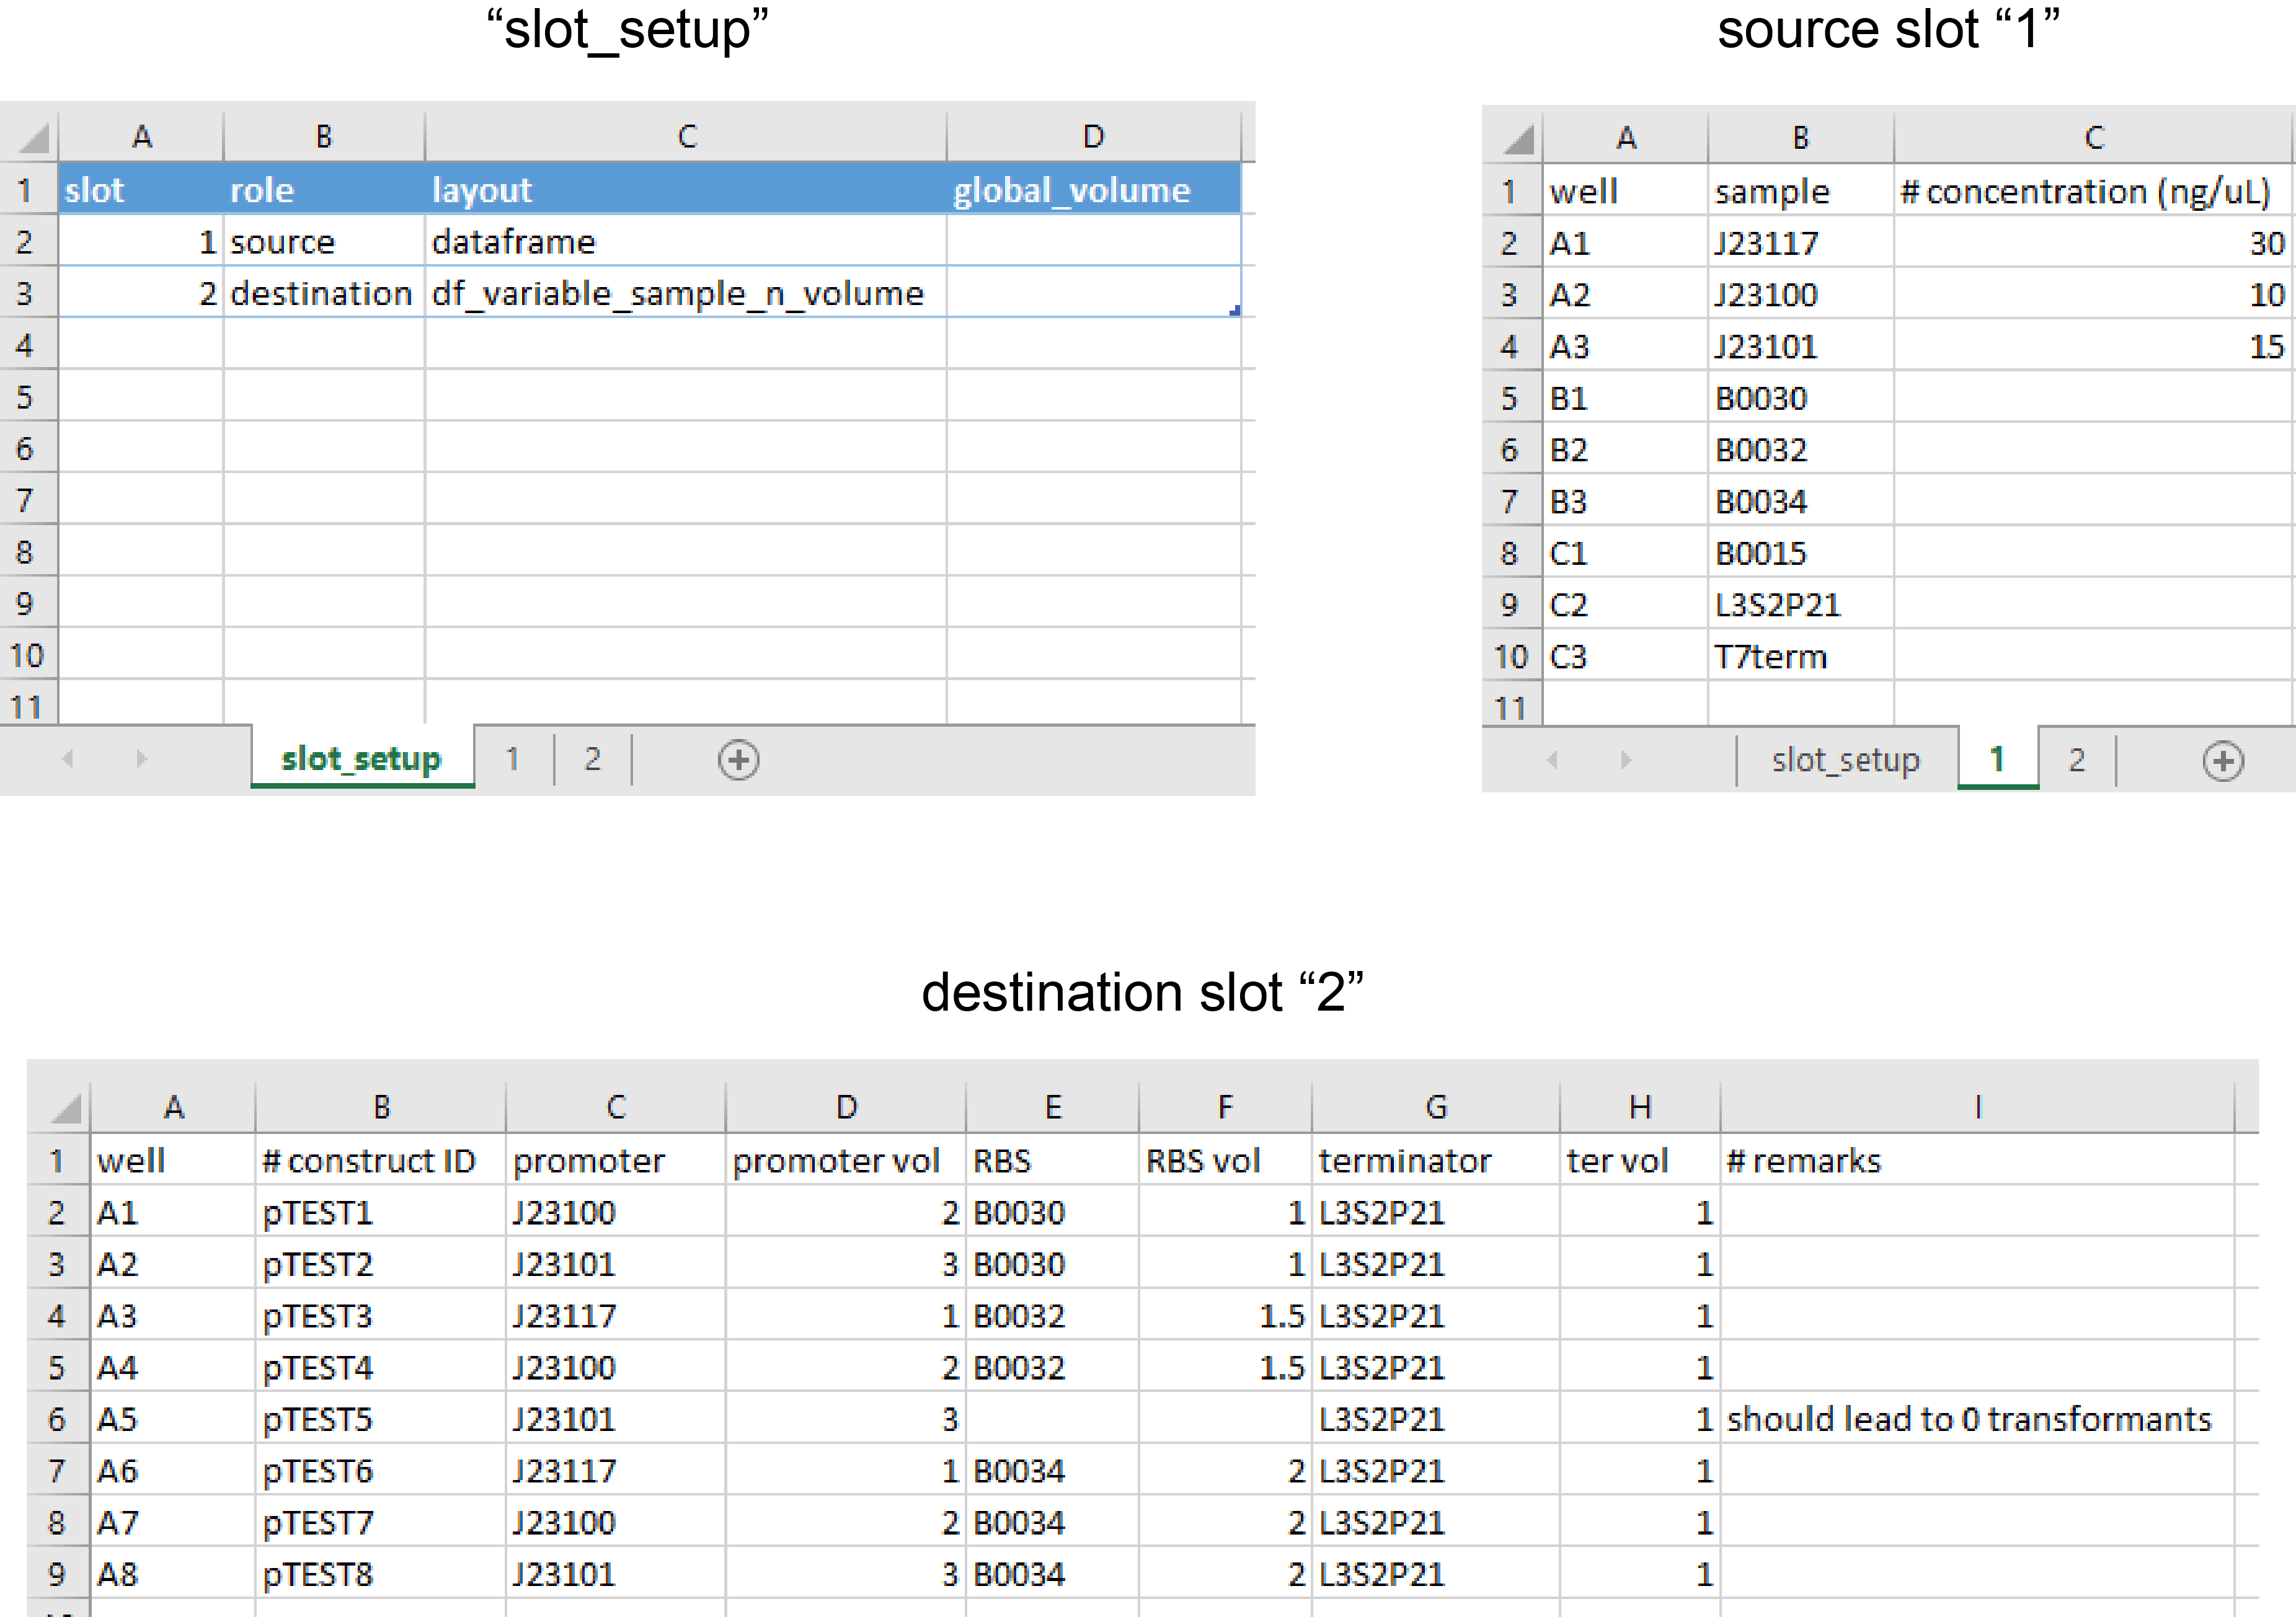 “slot_setup”
A B C D
1 slot role layout global_volume
2 1 source dataframe
3 2 destination df_variable_sample_n_volume
4
5
6
7
8
9
10
11
slot_setup 1 2
source slot “1”
A B C
1 well sample # concentration (ng/uL)
2 A1 J23117 30
3 A2 J23100 10
4 A3 J23101 15
5 B1 B0030
6 B2 B0032
7 B3 B0034
8 C1 B0015
9 C2 L3S2P21
10 C3 T7term
11
slot_setup 1 2
destination slot “2”
A B C D E F G H I
1 well # construct ID promoter promoter vol RBS RBS vol terminator ter vol # remarks
2 A1 pTEST1 J23100 2 B0030 1 L3S2P21 1
3 A2 pTEST2 J23101 3 B0030 1 L3S2P21 1
4 A3 pTEST3 J23117 1 B0032 1.5 L3S2P21 1
5 A4 pTEST4 J23100 2 B0032 1.5 L3S2P21 1
6 A5 pTEST5 J23101 3 L3S2P21 1 should lead to 0 transformants
7 A6 pTEST6 J23117 1 B0034 2 L3S2P21 1
8 A7 pTEST7 J23100 2 B0034 2 L3S2P21 1
9 A8 pTEST8 J23101 3 B0034 2 L3S2P21 1